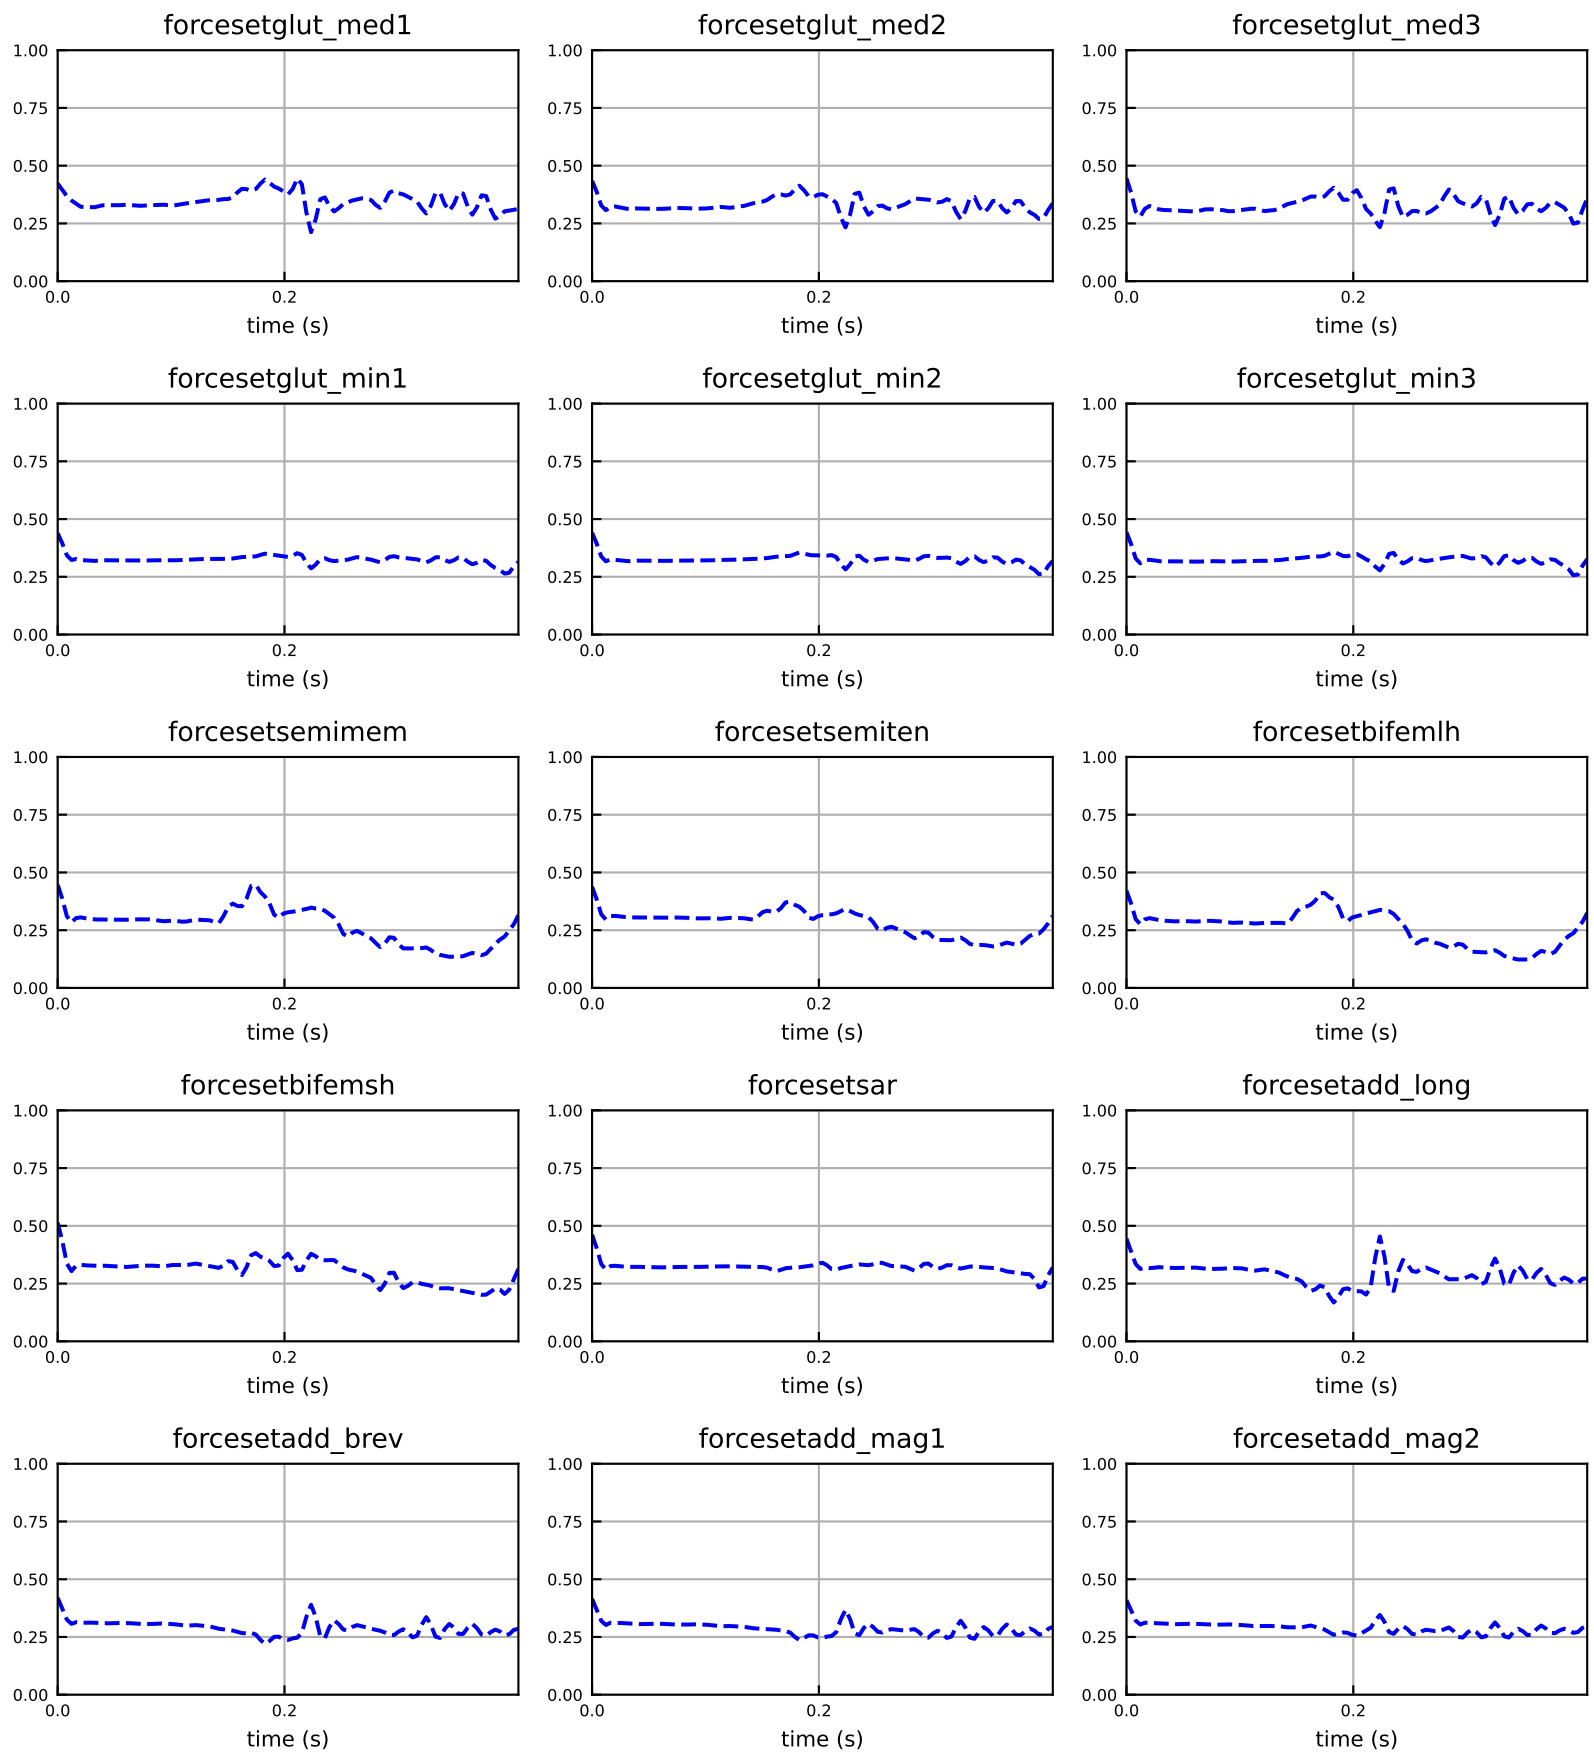 forcesetglut_med1 forcesetglut_med2 forcesetglut_med3
1.00 1.00 1.00
0.75 0.75 0.75
0.50 0.50 0.50
0.25 0.25 0.25
0.00 0.00 0.00
0.0 0.2 0.0 0.2 0.0 0.2
time (s) time (s) time (s)
forcesetglut_min1 forcesetglut_min2 forcesetglut_min3
1.00 1.00 1.00
0.75 0.75 0.75
0.50 0.50 0.50
0.25 0.25 0.25
0.00 0.00 0.00
0.0 0.2 0.0 0.2 0.0 0.2
time (s) time (s) time (s)
forcesetsemimem forcesetsemiten forcesetbifemlh
1.00 1.00 1.00
0.75 0.75 0.75
0.50 0.50 0.50
0.25 0.25 0.25
0.00 0.00 0.00
0.0 0.2 0.0 0.2 0.0 0.2
time (s) time (s) time (s)
forcesetbifemsh forcesetsar forcesetadd_long
1.00 1.00 1.00
0.75 0.75 0.75
0.50 0.50 0.50
0.25 0.25 0.25
0.00 0.00 0.00
0.0 0.2 0.0 0.2 0.0 0.2
time (s) time (s) time (s)
forcesetadd_brev forcesetadd_mag1 forcesetadd_mag2
1.00 1.00 1.00
0.75 0.75 0.75
0.50 0.50 0.50
0.25 0.25 0.25
0.00 0.00 0.00
0.0 0.2 0.0 0.2 0.0 0.2
time (s) time (s) time (s)